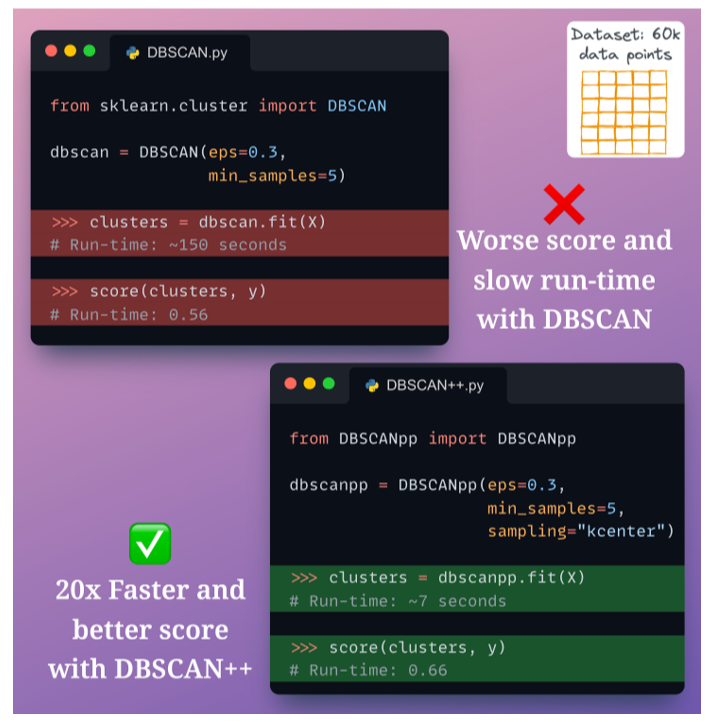 DBSCAN.py
Dataset: 60k
data points
from sklearn.cluster import DBSCAN
dbscan = DBSCAN(eps=0.3,
min_samples=5)
>>> clusters = dbscan.fit(X)
# Run-time: ~150 seconds
>>> score(clusters, y)
# Run-time: 0.56
Worse score and
slow run-time
with DBSCAN
DBSCAN++.py
from DBSCANpp import DBSCANpp
dbscanpp = DBSCANpp(eps=0.3,
min_samples=5,
sampling="kcenter")
>>> clusters = dbscanpp.fit(X)
# Run-time: ~7 seconds
>>> score(clusters, y)
# Run-time: 0.66
20x Faster and
better score
with DBSCAN++